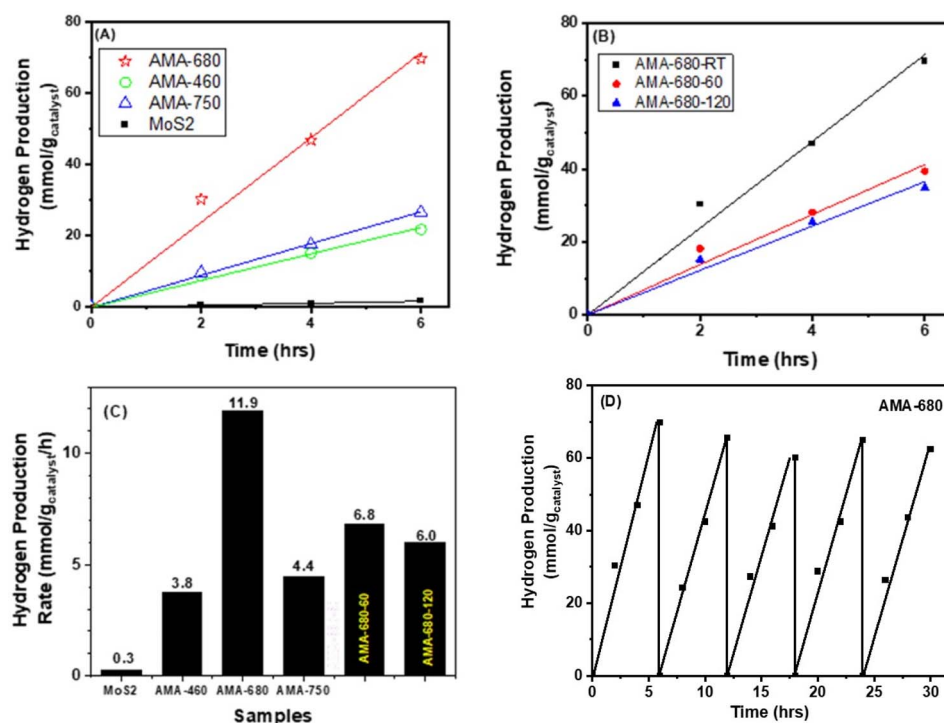 (A)
80
60
40
20
0
Hydrogen Production
(mmol/gcatalyst)
AMA-680
AMA-460
AMA-750
MoS2
0 2 4 6
Time (hrs)
(B)
80
60
40
20
0
Hydrogen Production
(mmol/gcatalyst)
AMA-680-RT
AMA-680-60
AMA-680-120
0 2 4 6
Time (hrs)
(C)
10
5
0
Hydrogen Production
Rate (mmol/gcatalyst/h)
0.3
3.8
11.9
4.4
6.8
6.0
AMA-680-60
AMA-680-120
MoS2 AMA-460 AMA-680 AMA-750
Samples
(D)
AMA-680
80
60
40
20
0
Hydrogen Production
(mmol/gcatalyst)
0 5 10 15 20 25 30
Time (hrs)